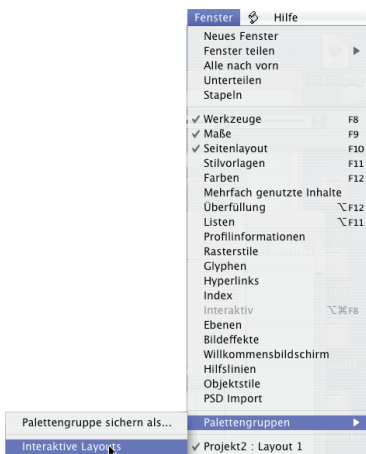 Fenster Hilfe
Neues Fenster
Fenster teilen
Alle nach vorn
Unterteilen
Stapeln
✓ Werkzeuge F8
✓ Maße F9
✓ Seitenlayout F10
Stilvorlagen F11
Farben F12
Mehrfach genutzte Inhalte
Überfüllung ⌥F12
Listen ⌥F11
Profilinformationen
Rasterstile
Glyphen
Hyperlinks
Index
Interaktiv ⌥⌘F8
Ebenen
Bildeffekte
Willkommensbildschirm
Hilfslinien
Objektstile
PSD Import
Palettengruppen
Palettengruppe sichern als...
Interaktive Layouts
✓ Projekt2 : Layout 1